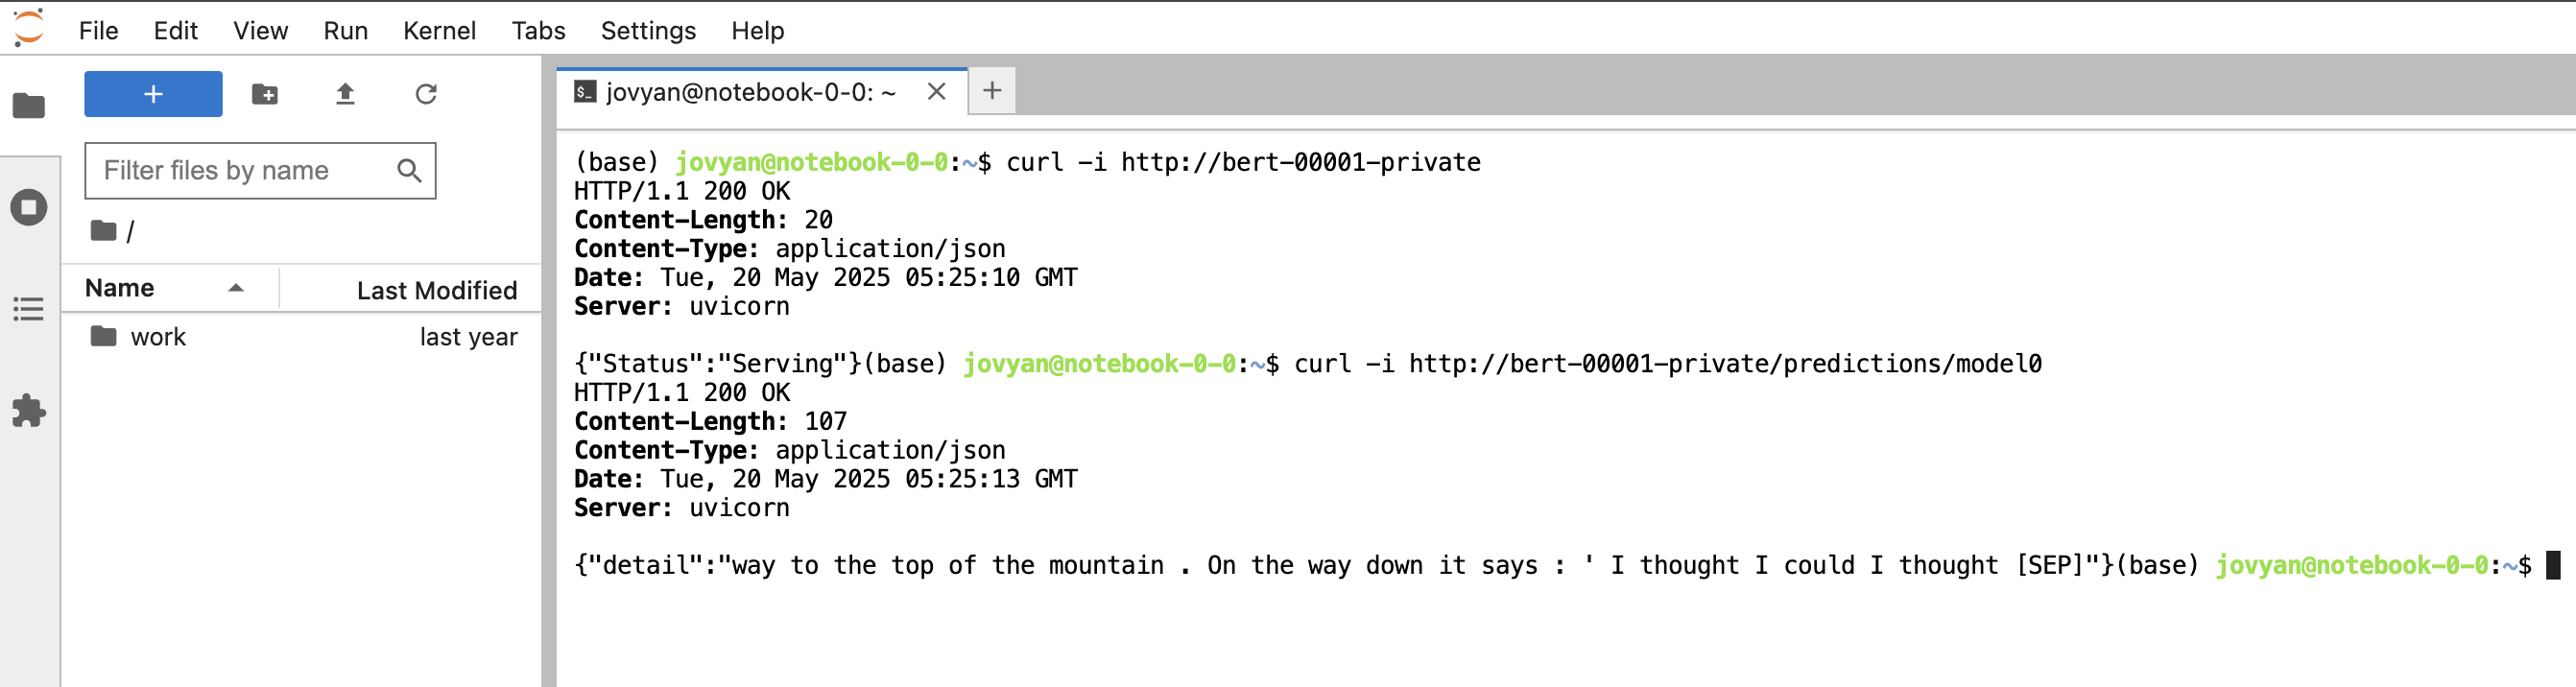 File Edit View Run Kernel Tabs Settings Help
+
Filter files by name
/
Name Last Modified
work last year
$_ jovyan@notebook-0-0: ~ × +
(base) jovyan@notebook-0-0:~$ curl -i http://bert-00001-private
HTTP/1.1 200 OK
Content-Length: 20
Content-Type: application/json
Date: Tue, 20 May 2025 05:25:10 GMT
Server: uvicorn
{"Status":"Serving"}(base) jovyan@notebook-0-0:~$ curl -i http://bert-00001-private/predictions/model0
HTTP/1.1 200 OK
Content-Length: 107
Content-Type: application/json
Date: Tue, 20 May 2025 05:25:13 GMT
Server: uvicorn
{"detail":"way to the top of the mountain . On the way down it says : ' I thought I could I thought [SEP]"}(base) jovyan@notebook-0-0:~$